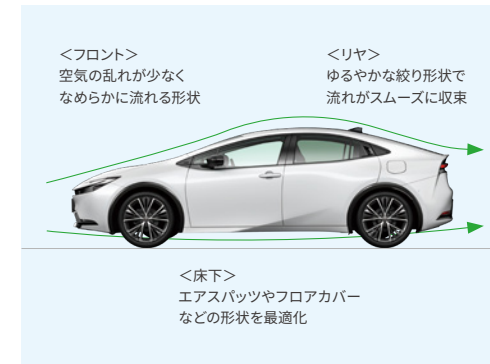 ＜フロント＞
空気の乱れが少なく
なめらかに流れる形状
＜リヤ＞
ゆるやかな絞り形状で
流れがスムーズに収束
＜床下＞
エアスパッツやフロアカバー
などの形状を最適化